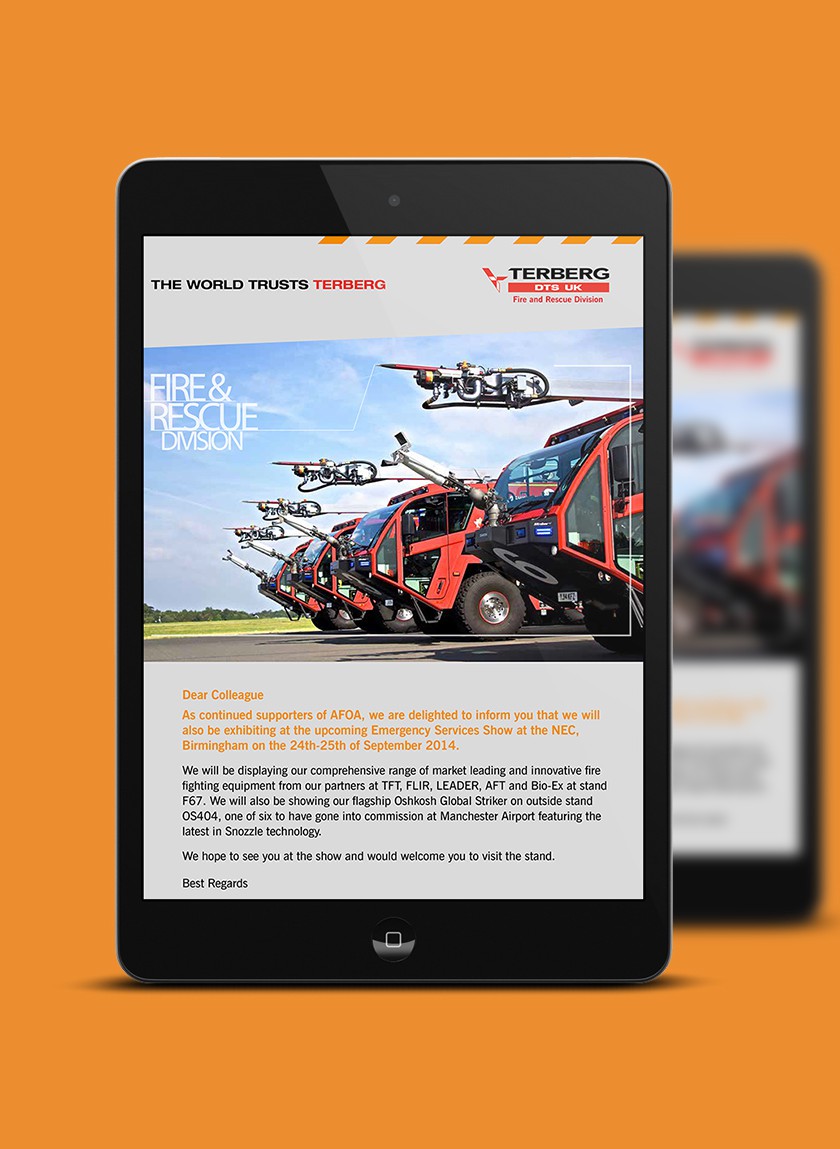 THE WORLD TRUSTS TERBERG
TERBERG
DTS UK
Fire and Rescue Division
FIRE &
RESCUE
DIVISION
6
Dear Colleague
As continued supporters of AFOA, we are delighted to inform you that we will
also be exhibiting at the upcoming Emergency Services Show at the NEC,
Birmingham on the 24th-25th of September 2014.
We will be displaying our comprehensive range of market leading and innovative fire
fighting equipment from our partners at TFT, FLIR, LEADER, AFT and Bio-Ex at stand
F67. We will also be showing our flagship Oshkosh Global Striker on outside stand
OS404, one of six to have gone into commission at Manchester Airport featuring the
latest in Snozzle technology.
We hope to see you at the show and would welcome you to visit the stand.
Best Regards